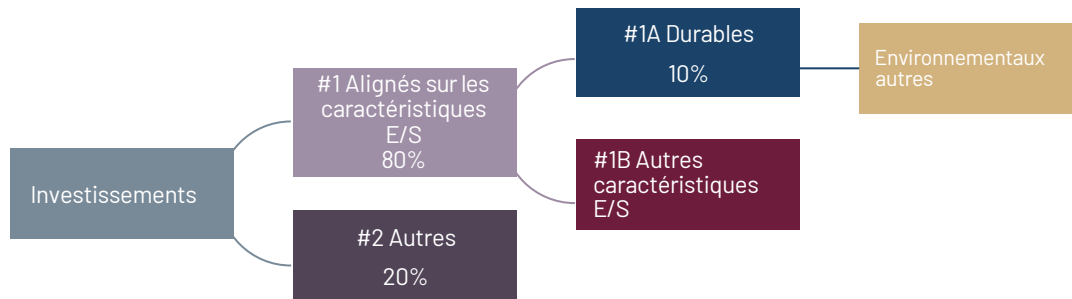 Investissements
#1 Alignés sur les
caractéristiques
E/S
80%
#2 Autres
20%
#1A Durables
10%
#1B Autres
caractéristiques
E/S
Environnementaux
autres